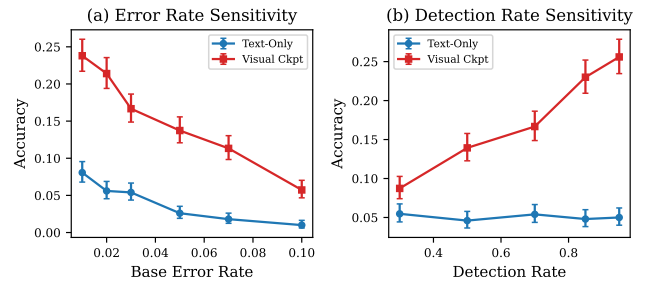 (a) Error Rate Sensitivity
Accuracy
0.25
0.20
0.15
0.10
0.05
0.00
Text-Only
Visual Ckpt
0.02 0.04 0.06 0.08 0.10
Base Error Rate
(b) Detection Rate Sensitivity
Accuracy
0.25
0.20
0.15
0.10
0.05
Text-Only
Visual Ckpt
0.4 0.6 0.8
Detection Rate